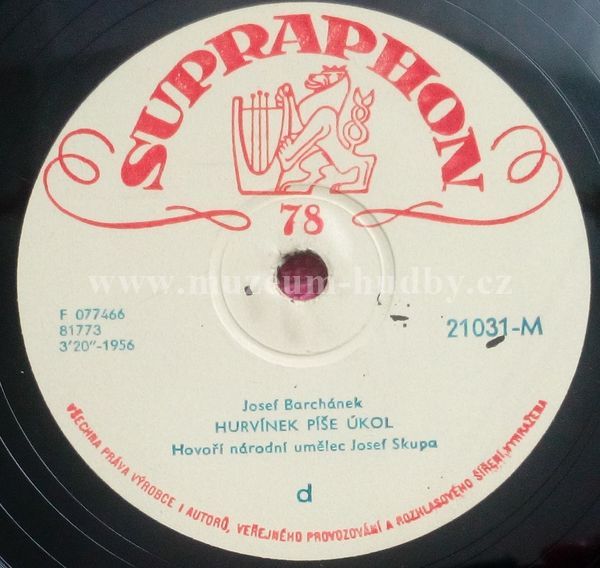 SUPRAPHON
78
www.muzeum-hudby.cz
F 077466
81773
3'20"-1956
21031-M
Josef Barchánek
HURVÍNEK PÍŠE ÚKOL
Hovoří národní umělec Josef Skupa
d
VŠECHNA PRÁVA VÝROBCE I AUTORŮ, VEŘEJNÉHO PROVOZOVÁNÍ A ROZHLASOVÉHO ŠÍŘENÍ VYHRAŽENA